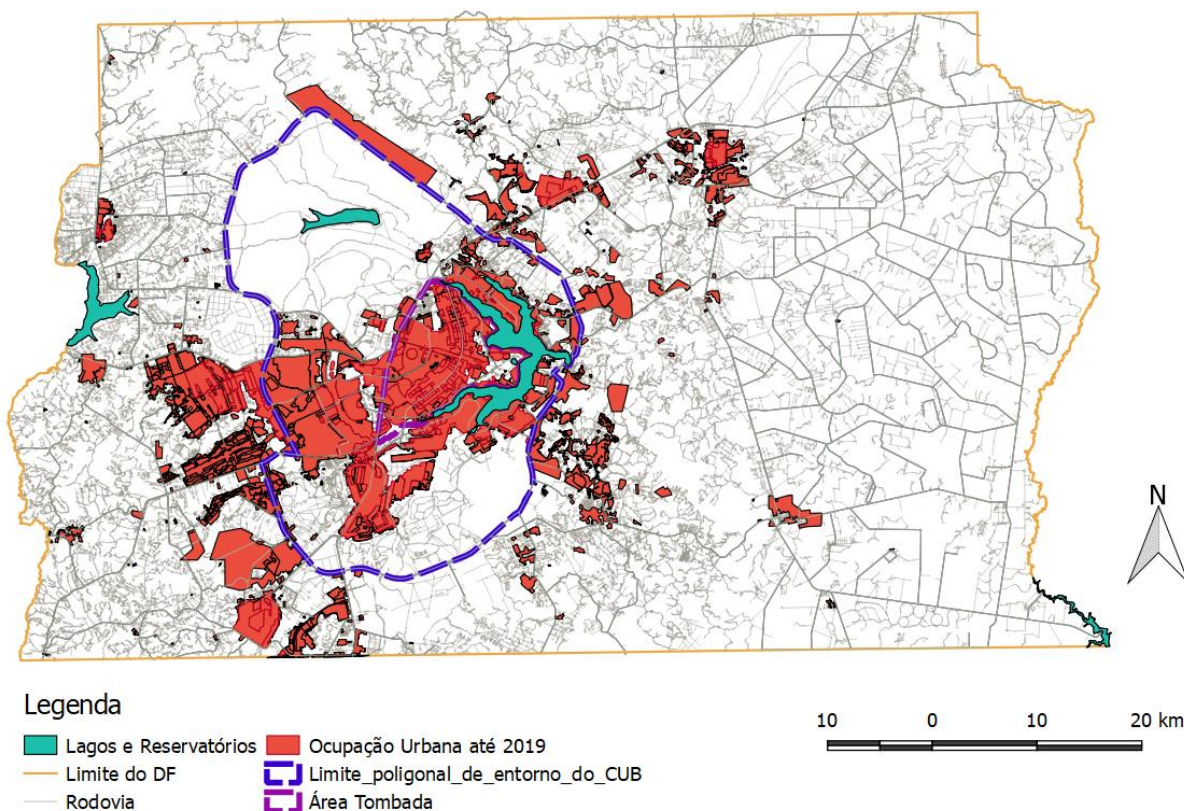 N
Legenda
Lagos e Reservatórios
Limite do DF
Rodovia
Ocupação Urbana até 2019
Limite_poligonal_de_entorno_do_CUB
Área Tombada
10 0 10 20 km